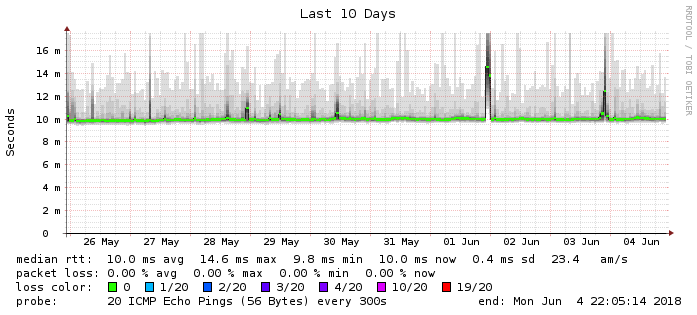 Last 10 Days
RRDTOOL / TOBI OETIKER
Seconds
16 m
14 m
12 m
10 m
8 m
6 m
4 m
2 m
0
26 May 27 May 28 May 29 May 30 May 31 May 01 Jun 02 Jun 03 Jun 04 Jun
median rtt: 10.0 ms avg 14.6 ms max 9.8 ms min 10.0 ms now 0.4 ms sd 23.4 am/s
packet loss: 0.00 % avg 0.00 % max 0.00 % min 0.00 % now
loss color: 0 1/20 2/20 3/20 4/20 10/20 19/20
probe: 20 ICMP Echo Pings (56 Bytes) every 300s end: Mon Jun 4 22:05:14 2018